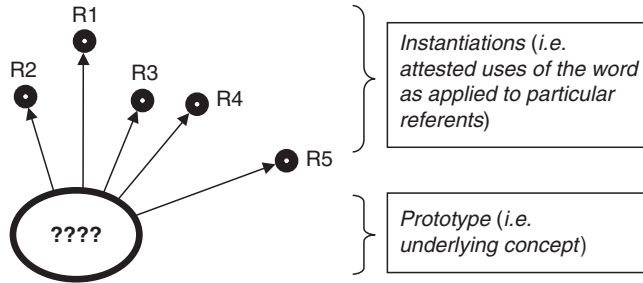 R1
R2
R3
R4
R5
????
Instantiations (i.e.
attested uses of the word
as applied to particular
referents)
Prototype (i.e.
underlying concept)